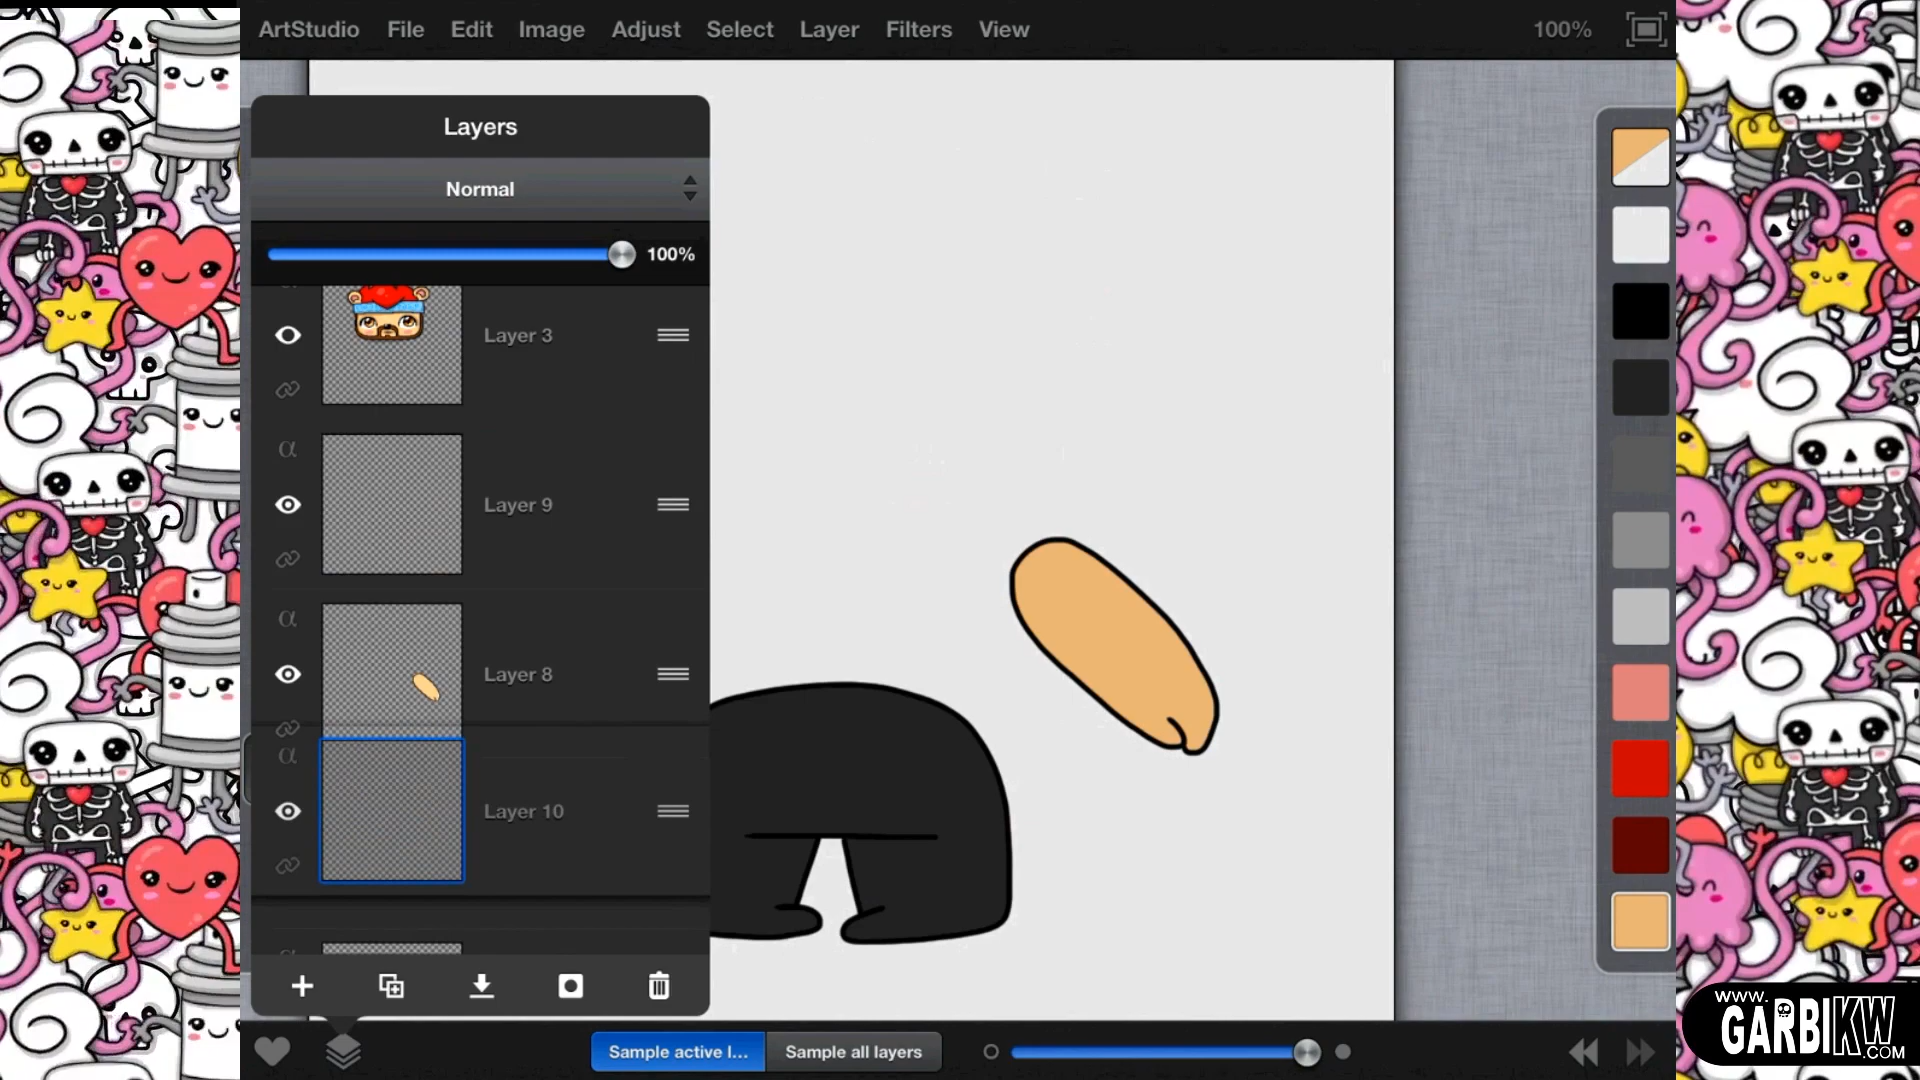 ArtStudio File Edit Image Adjust Select Layer Filters View 100%
Layers
Normal
100%
Layer 3
α
Layer 9
α
Layer 8
α
Layer 10
Sample active l... Sample all layers
WWW.
GARBIKW
.COM